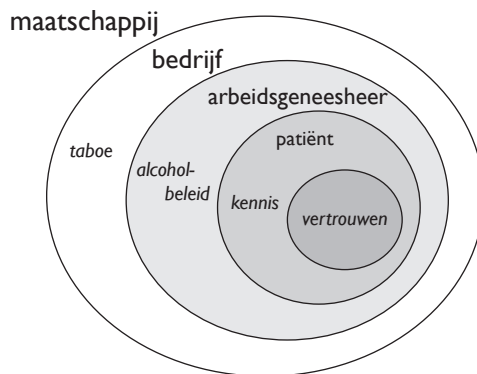 maatschappij
bedrijf
arbeidsgeneesheer
patiënt
taboe
alcohol-
beleid
kennis
vertrouwen